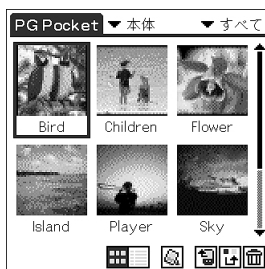 PG Pocket ▼ 本体 ▼ すべて
Bird Children Flower
Island Player Sky